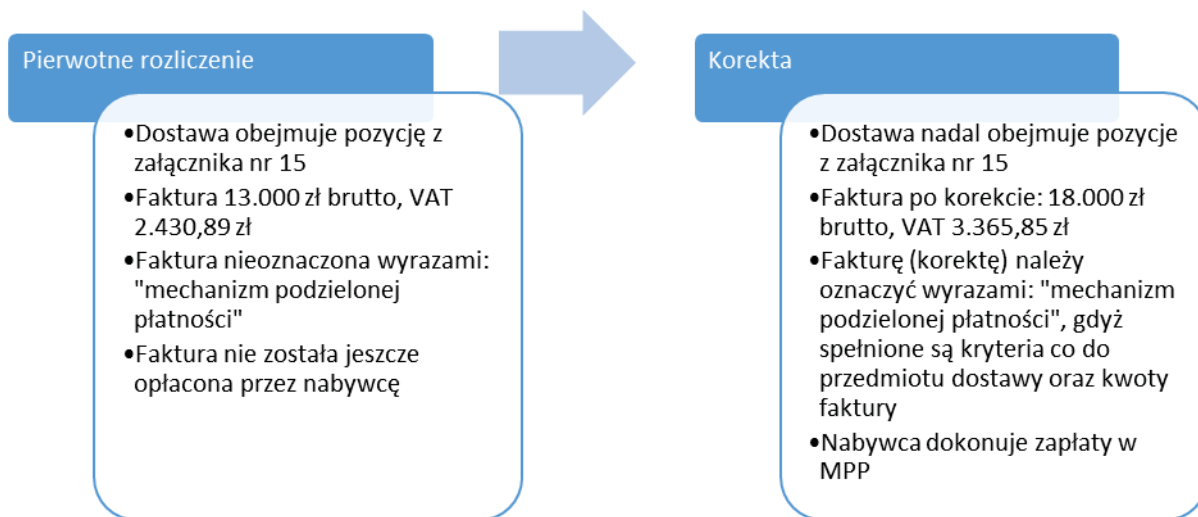 Pierwotne rozliczenie
•Dostawa obejmuje pozycję z
załącznika nr 15
•Faktura 13.000 zł brutto, VAT
2.430,89 zł
•Faktura nieoznaczona wyrazami:
"mechanizm podzielonej
płatności"
•Faktura nie została jeszcze
opłacona przez nabywcę
Korekta
•Dostawa nadal obejmuje pozycje
z załącznika nr 15
•Faktura po korekcie: 18.000 zł
brutto, VAT 3.365,85 zł
•Fakturę (korektę) należy
oznaczyć wyrazami: "mechanizm
podzielonej płatności", gdyż
spełnione są kryteria co do
przedmiotu dostawy oraz kwoty
faktury
•Nabywca dokonuje zapłaty w
MPP